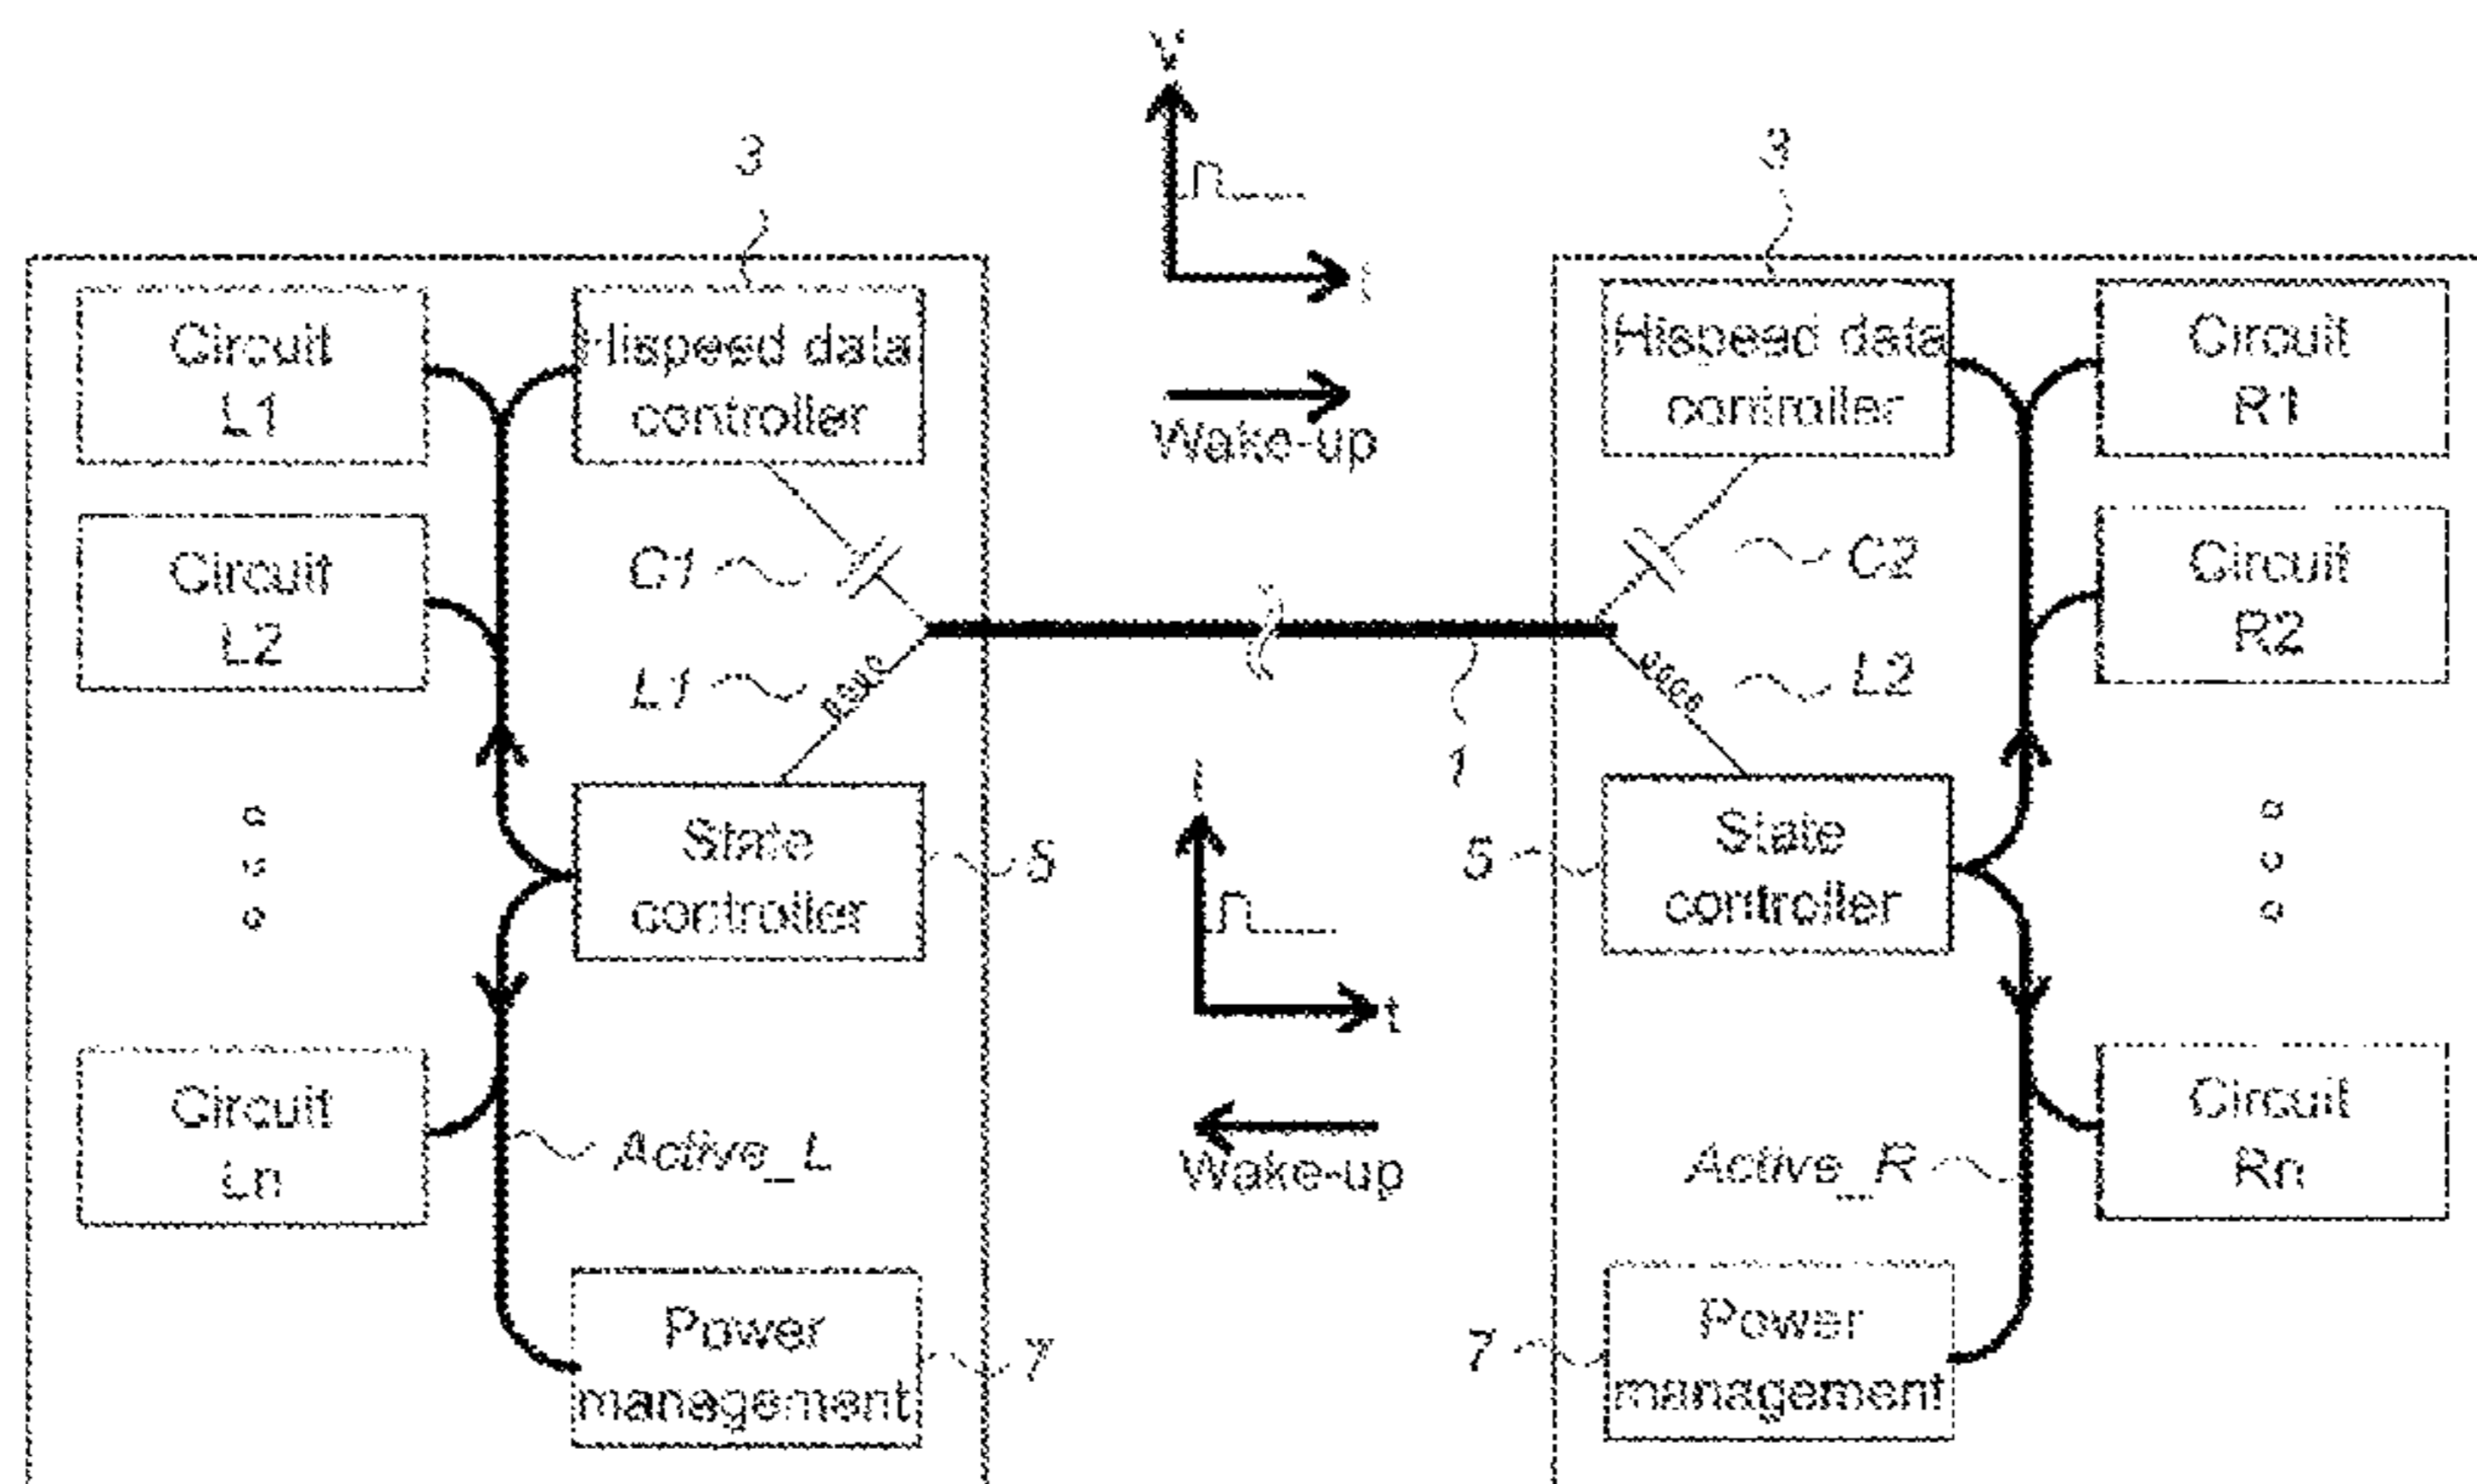 V
3
3
Circuit
L1
Hispeed data
controller
t
Wake-up
Hispeed data
controller
Circuit
R1
Circuit
L2
C1
C2
Circuit
R2
L1
L2
1
State
controller
5
I
t
5
State
controller
Circuit
Ln
Active_L
Wake-up
Active_R
Circuit
Rn
Power
management
7
7
Power
management